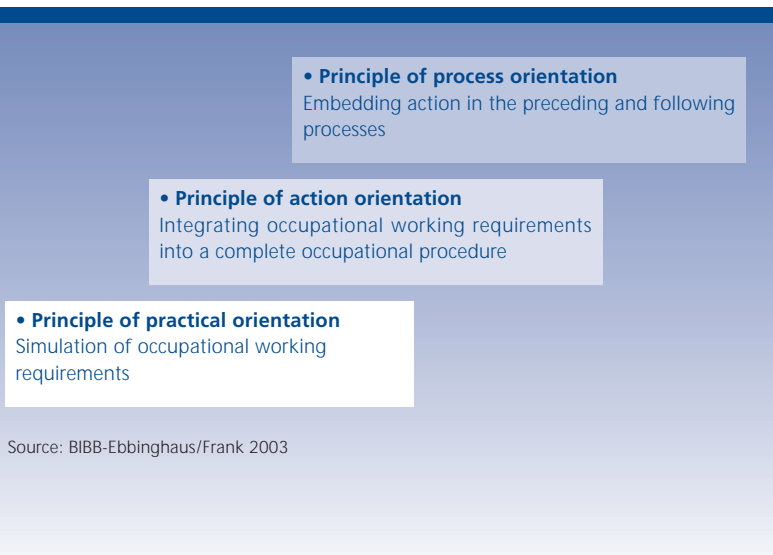 • Principle of process orientation
Embedding action in the preceding and following
processes
• Principle of action orientation
Integrating occupational working requirements
into a complete occupational procedure
• Principle of practical orientation
Simulation of occupational working
requirements
Source: BIBB-Ebbinghaus/Frank 2003